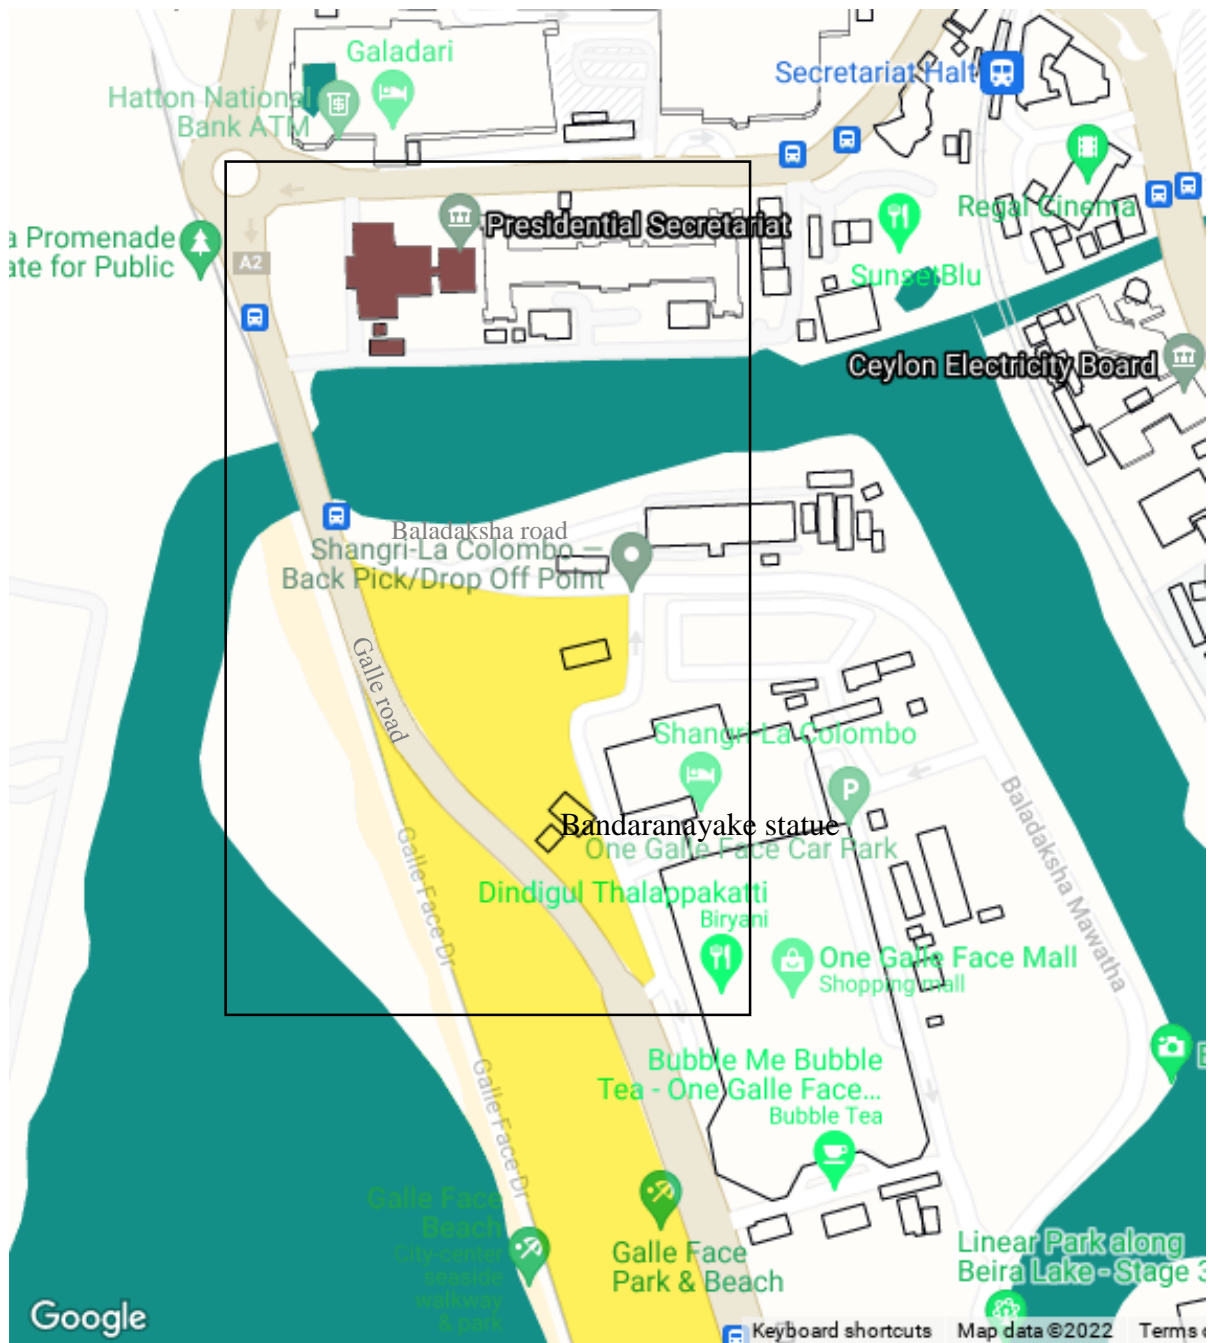 Galadari
Secretariat Halt
Hatton National
Bank ATM
Regal Cinema
Presidential Secretariat
a Promenade
ate for Public
A2
SunsetBlu
Ceylon Electricity Board
Baladaksha road
Shangri-La Colombo –
Back Pick/Drop Off Point
Galle road
Shangri-La Colombo
P
Bandaranayake statue
One Galle Face Car Park
Baladaksha Mawatha
Galle Face Dr
Dindigul Thalappakatti
Biryani
One Galle Face Mall
Shopping mall
Bubble Me Bubble
Tea - One Galle Face...
Bubble Tea
Galle Face Dr
Galle Face
Beach
City-center
seaside
walkway
& park
Galle Face
Park & Beach
Linear Park along
Beira Lake - Stage 3
Google
Keyboard shortcuts
Map data ©2022
Terms